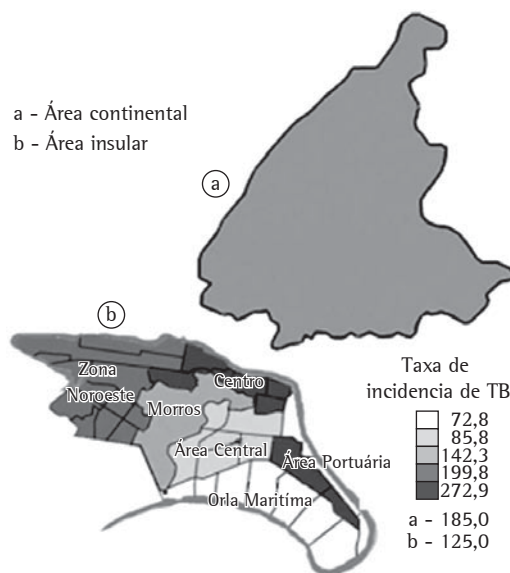 a - Área continental
b - Área insular
a
b
Zona
Noroeste
Centro
Morros
Área Central
Área Portuária
Orla Maritíma
Taxa de
incidencia de TB
72,8
85,8
142,3
199,8
272,9
a - 185,0
b - 125,0